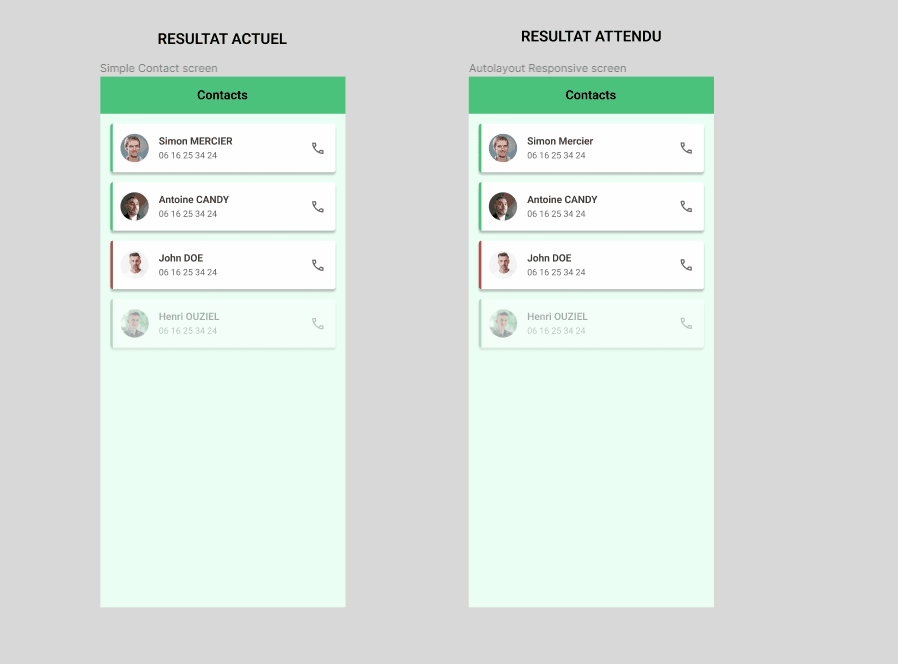 RESULTAT ACTUEL
Simple Contact screen
Contacts
Simon MERCIER
06 16 25 34 24
Antoine CANDY
06 16 25 34 24
John DOE
06 16 25 34 24
Henri OUZIEL
06 16 25 34 24
RESULTAT ATTENDU
Autolayout Responsive screen
Contacts
Simon Mercier
06 16 25 34 24
Antoine CANDY
06 16 25 34 24
John DOE
06 16 25 34 24
Henri OUZIEL
06 16 25 34 24